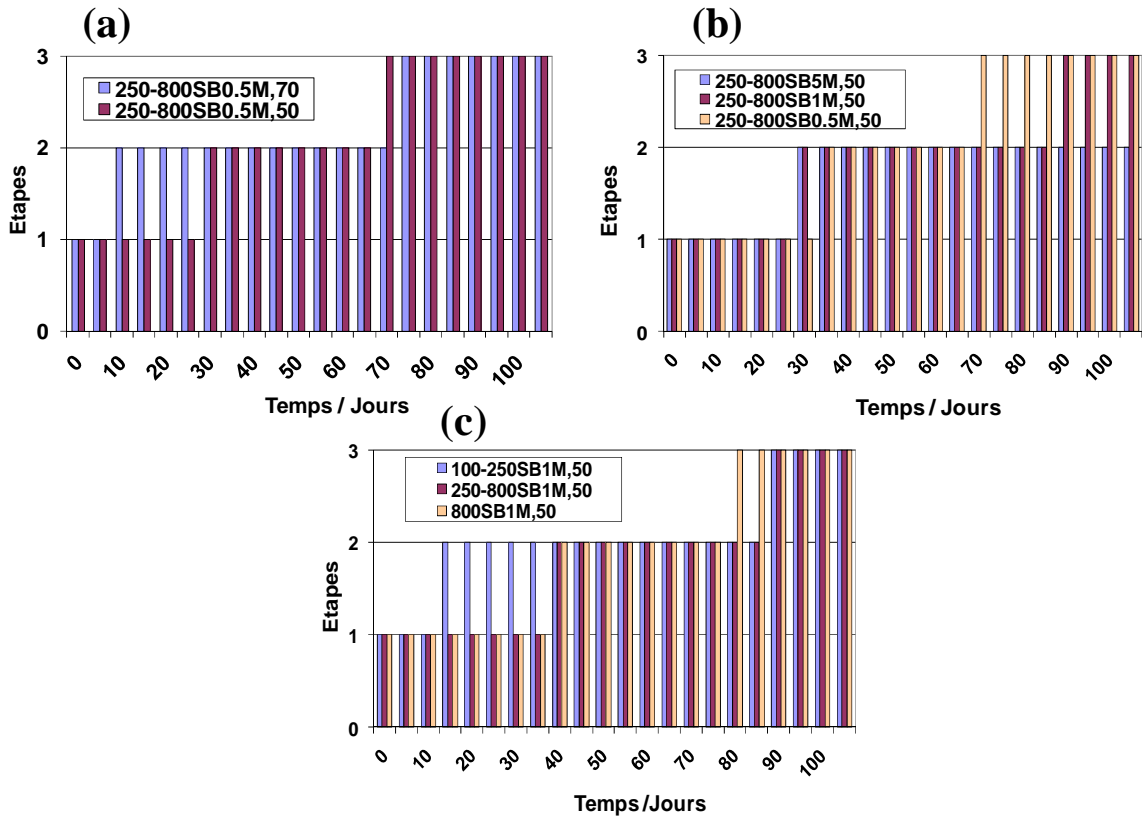 (a)
3
2
1
0
Etapes
250-800SB0.5M,70
250-800SB0.5M,50
0 10 20 30 40 50 60 70 80 90 100
Temps / Jours
(b)
3
2
1
0
Etapes
250-800SB5M,50
250-800SB1M,50
250-800SB0.5M,50
0 10 20 30 40 50 60 70 80 90 100
Temps / Jours
(c)
3
2
1
0
Etapes
100-250SB1M,50
250-800SB1M,50
800SB1M,50
0 10 20 30 40 50 60 70 80 90 100
Temps /Jours